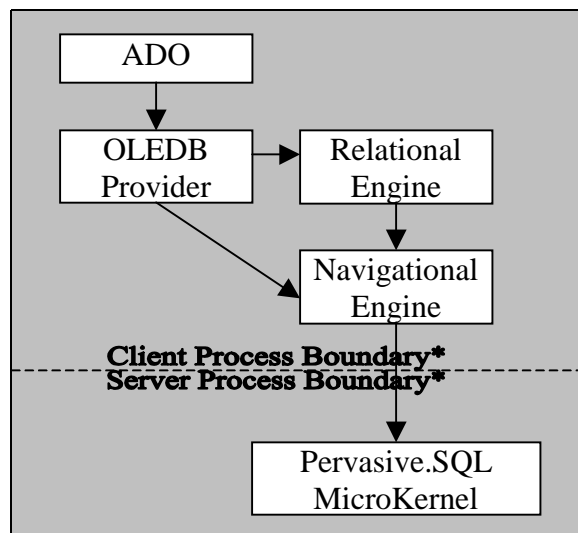 ADO
OLEDB
Provider
Relational
Engine
Navigational
Engine
Client Process Boundary*
Server Process Boundary*
Pervasive.SQL
MicroKernel